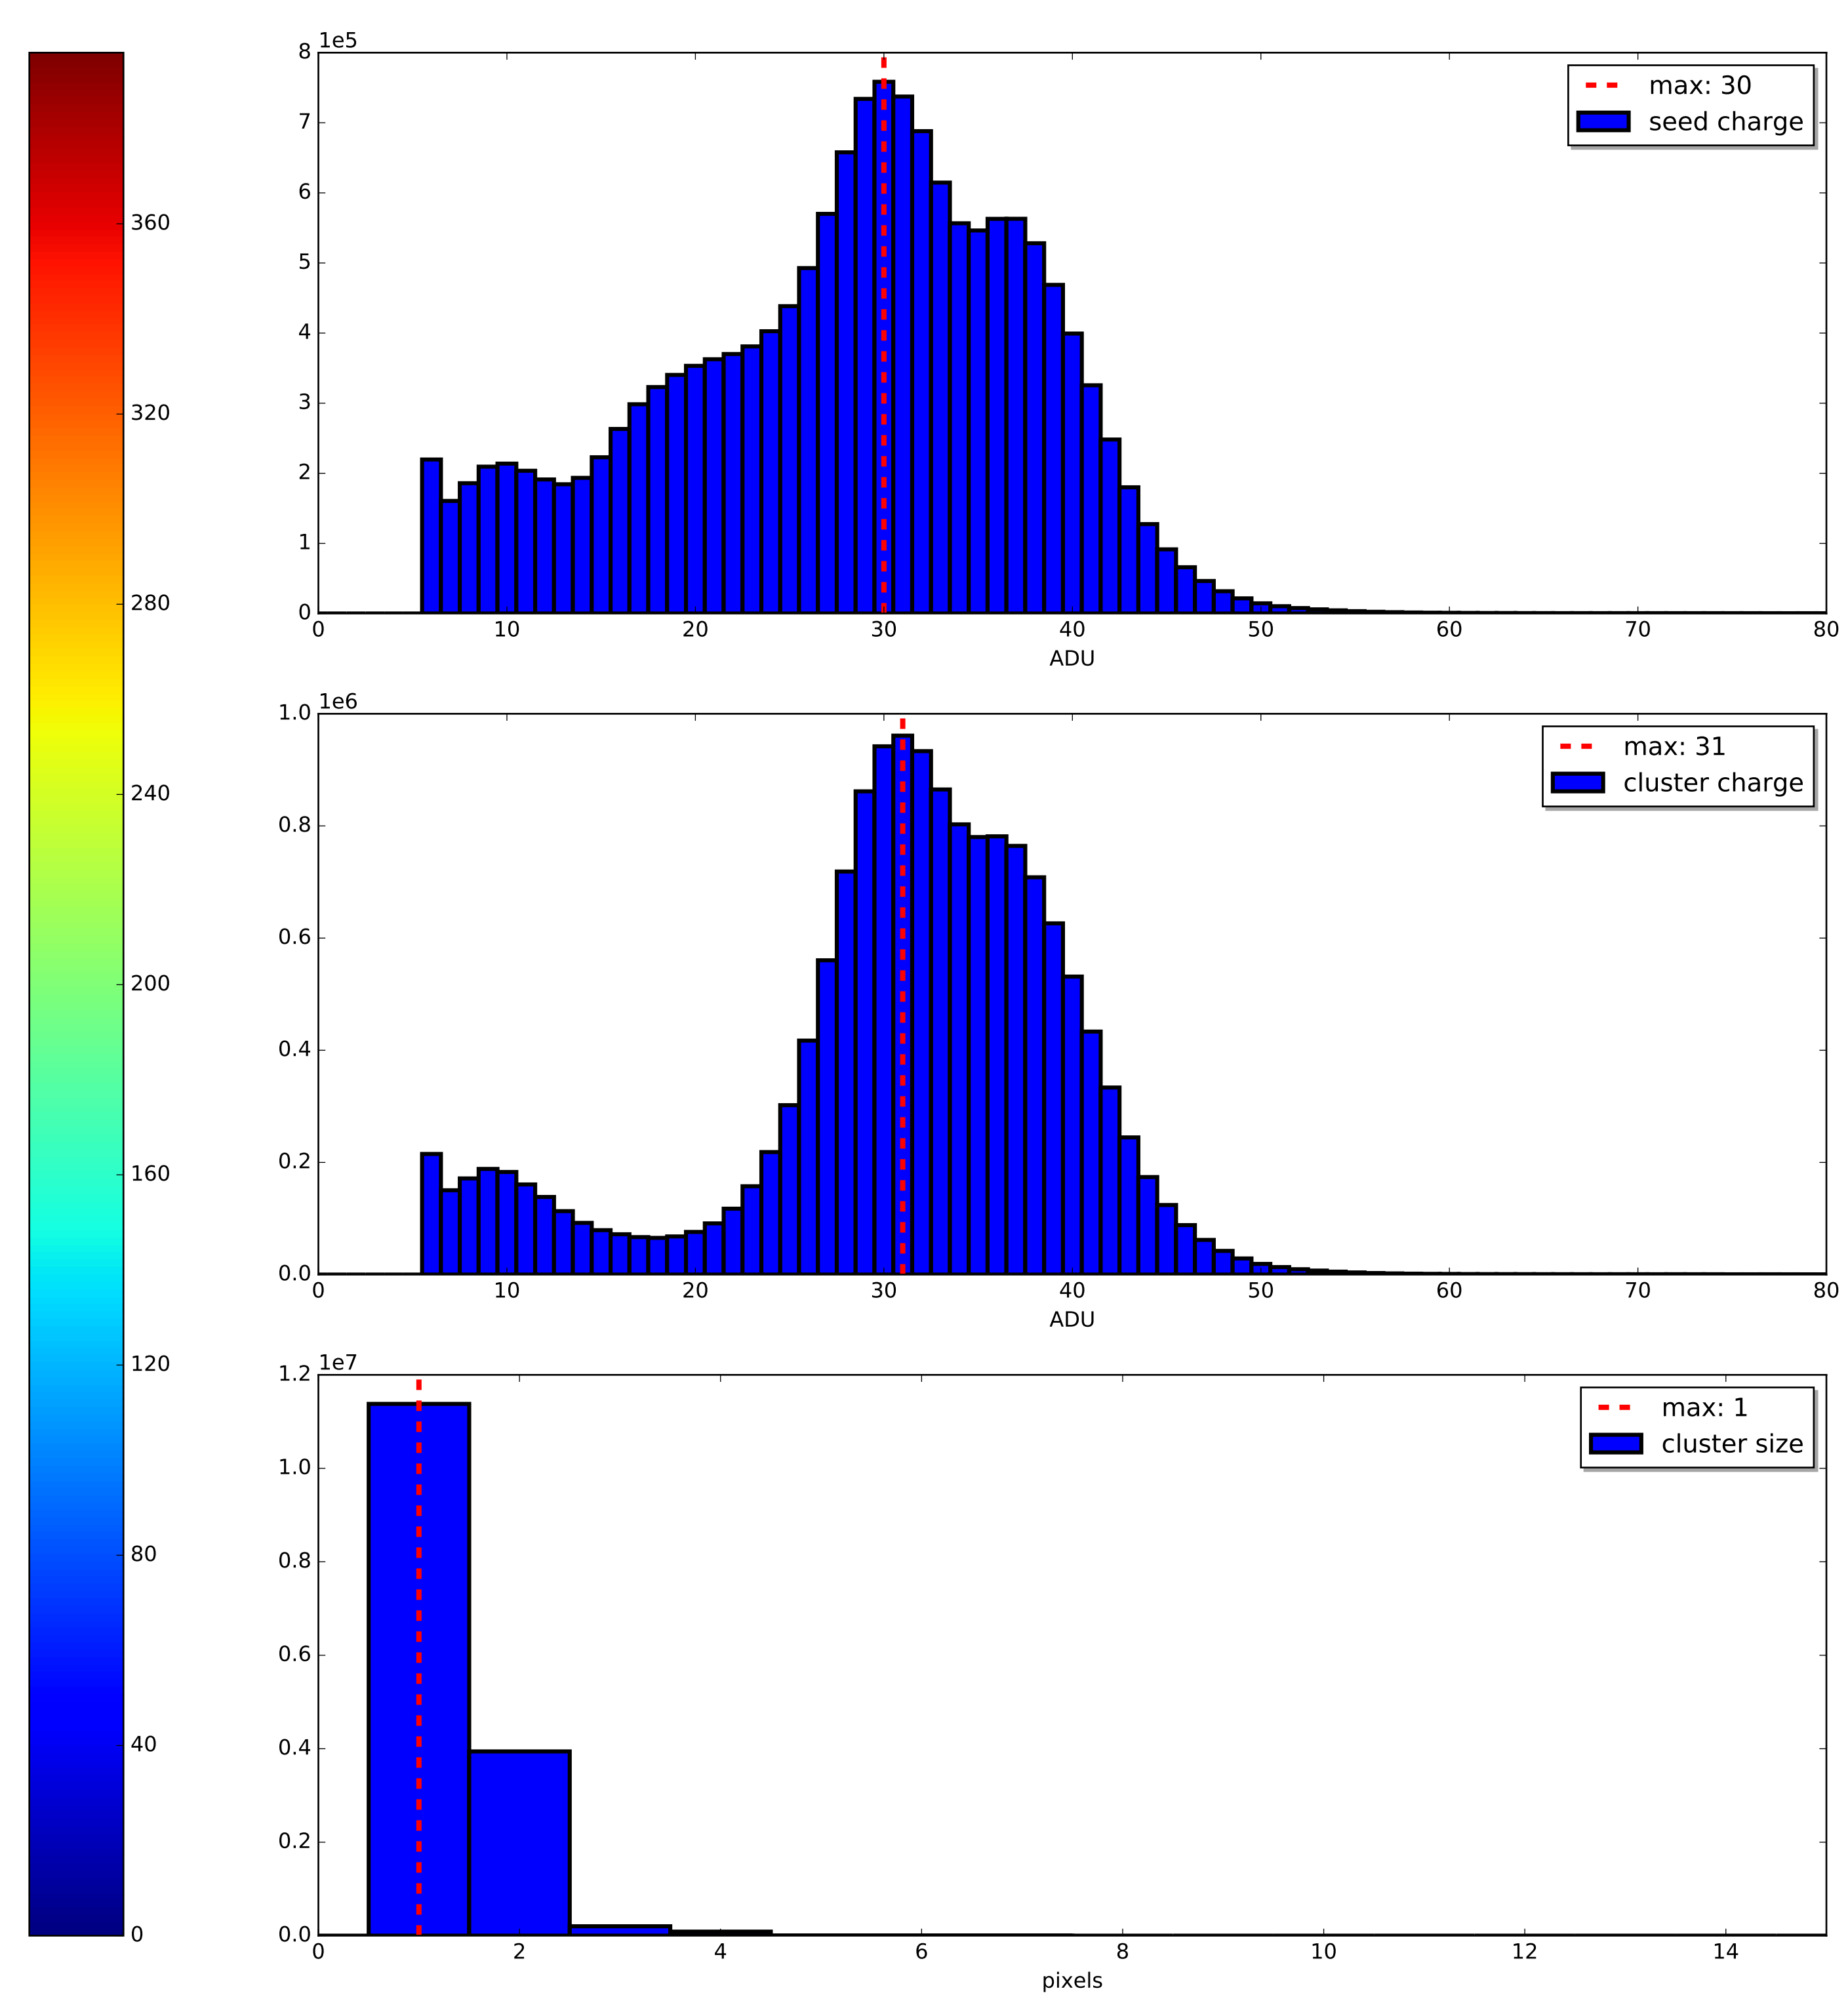 360
320
280
240
200
160
120
80
40
0
1e5
8
7
6
5
4
3
2
1
0
0 10 20 30 40 50 60 70 80
ADU
max: 30
seed charge
1e6
1.0
0.8
0.6
0.4
0.2
0.0
0 10 20 30 40 50 60 70 80
ADU
max: 31
cluster charge
1e7
1.2
1.0
0.8
0.6
0.4
0.2
0.0
0 2 4 6 8 10 12 14
pixels
max: 1
cluster size